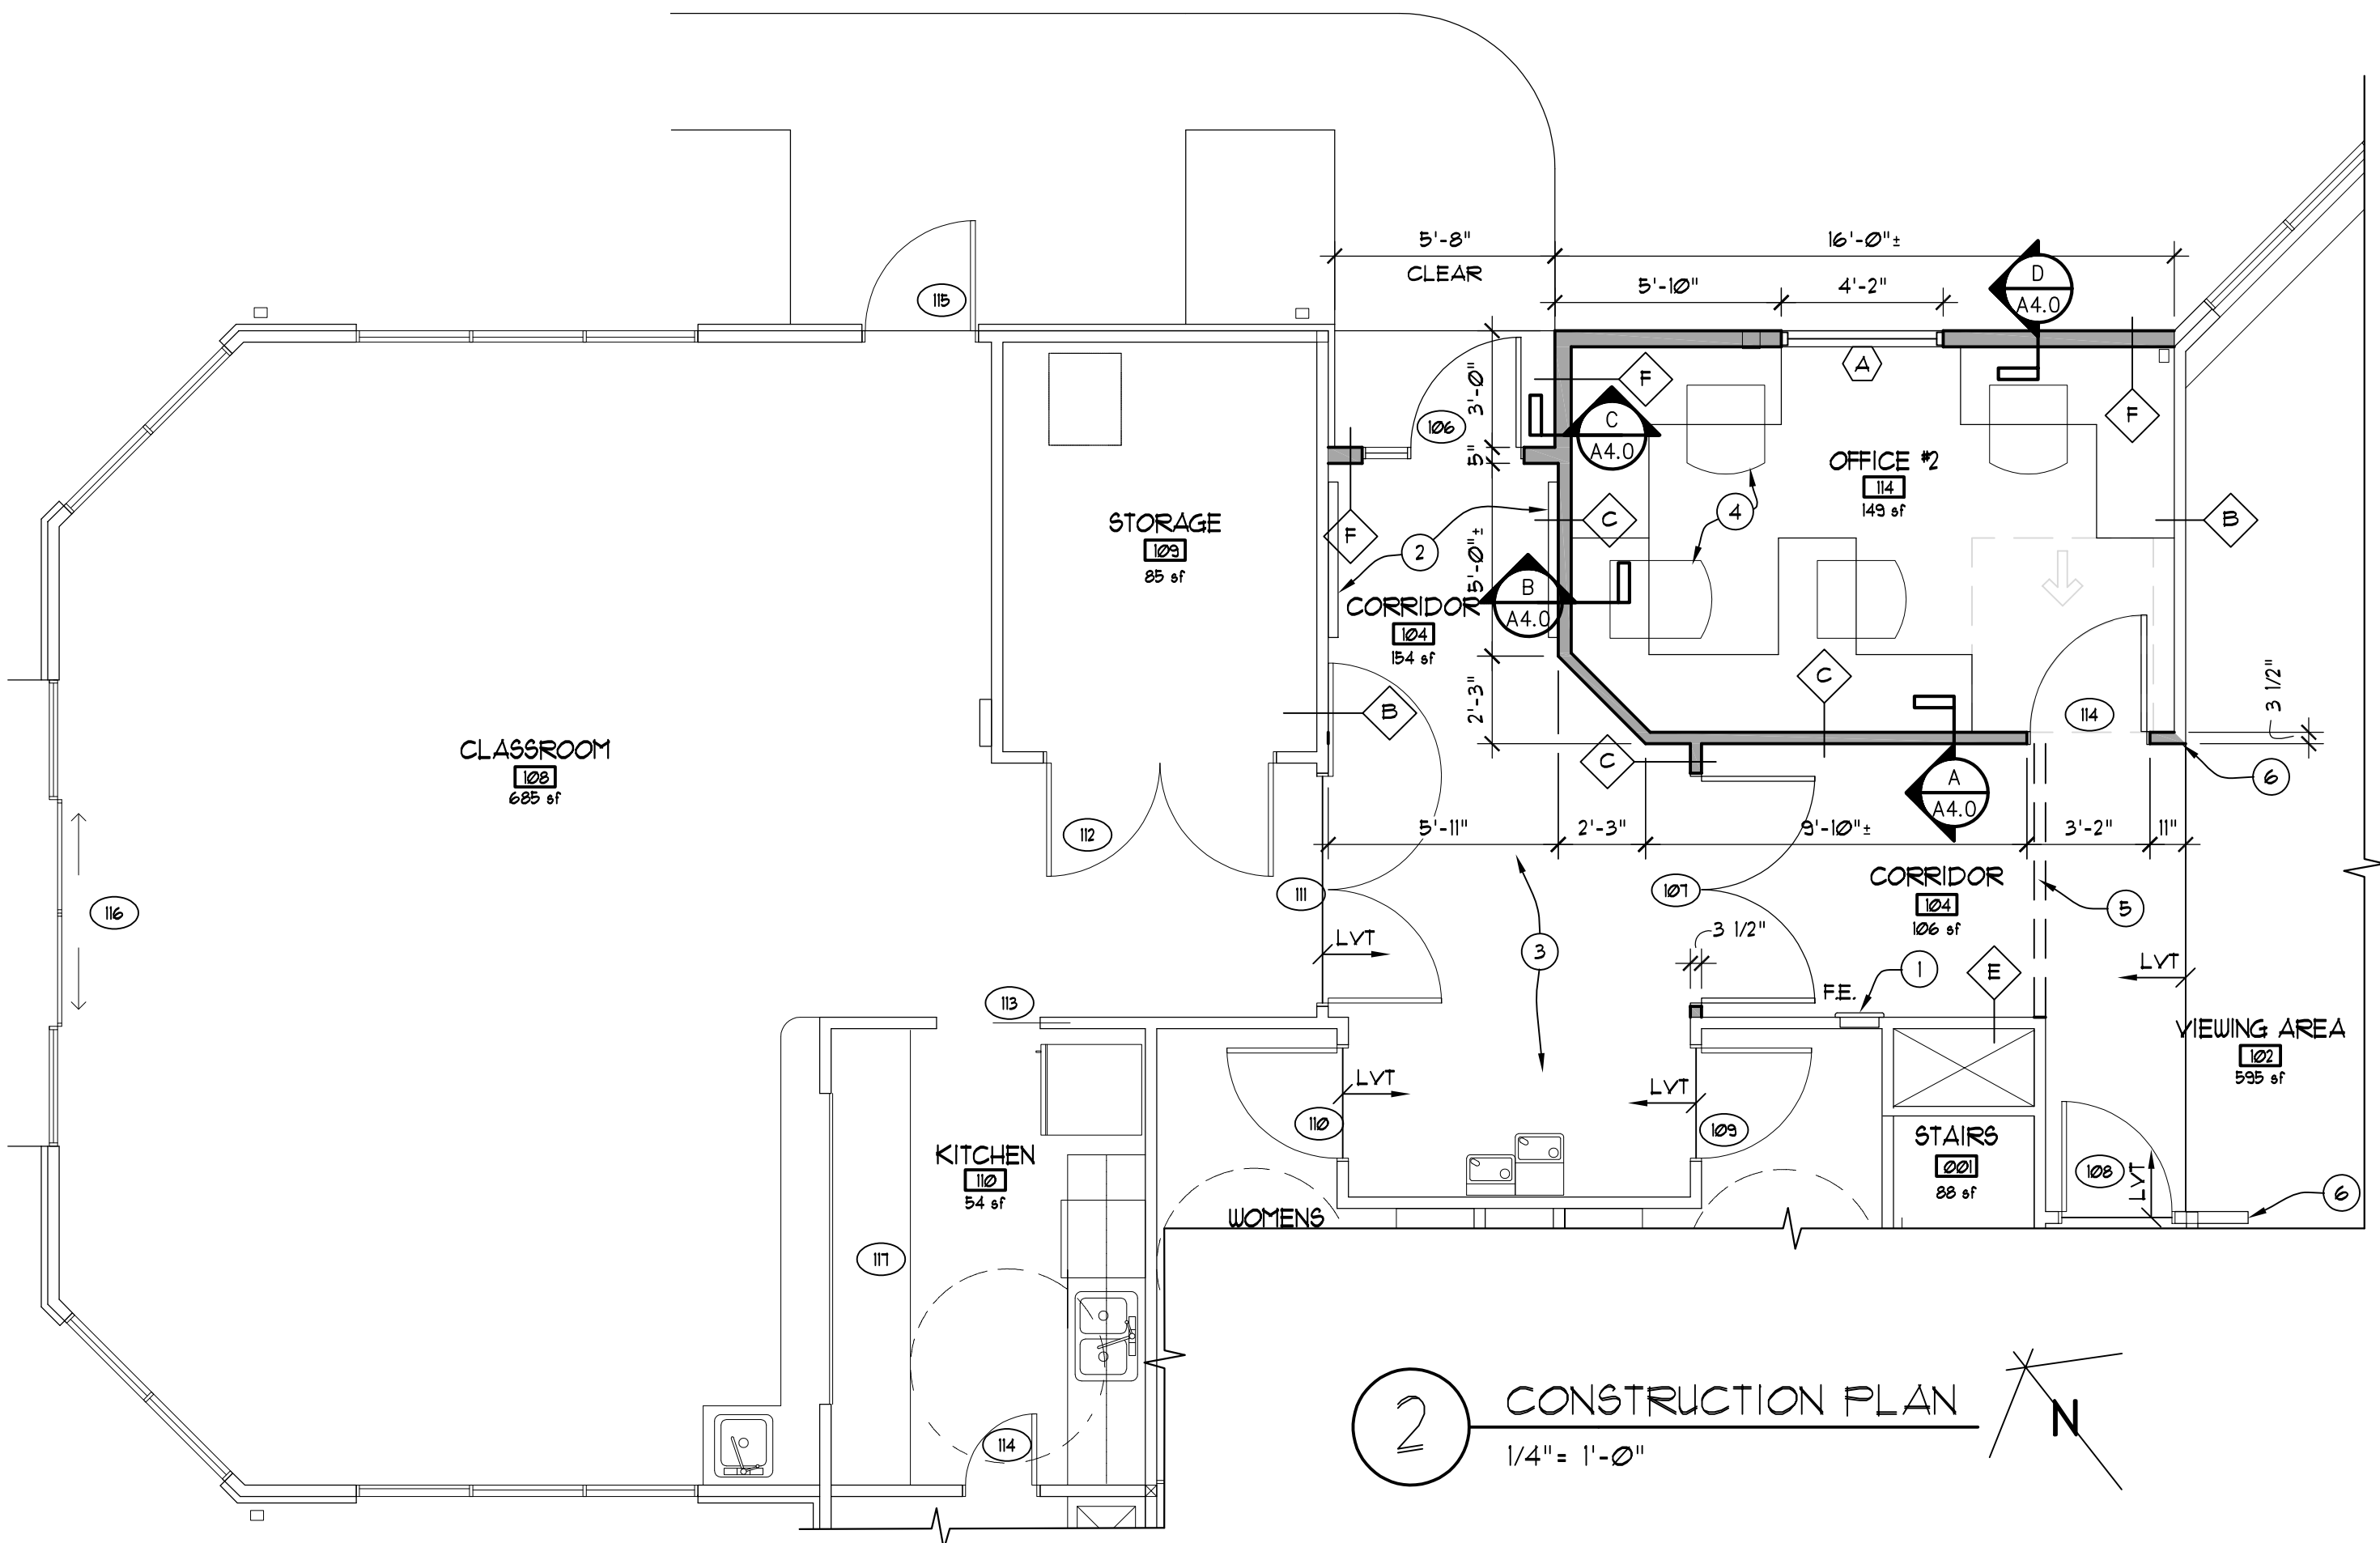 5'-8"
16'-0"±
CLEAR
5'-10"
4'-2"
D
A4.0
115
A
F
3'-0"
F
106
C
A4.0
5"
OFFICE #2
114
149 sf
STORAGE
109
85 sf
F
2
C
4
B
5'-0"±
B
A4.0
CORRIDOR
104
154 sf
C
2'-3"
B
114
3 1/2"
CLASSROOM
108
685 sf
C
6
A
A4.0
112
5'-11"
2'-3"
9'-10"±
3'-2"
11"
111
107
CORRIDOR
104
106 sf
5
116
LVT
3
3 1/2"
1
E
LVT
F.E.
113
VIEWING AREA
102
595 sf
LVT
LVT
110
109
KITCHEN
110
54 sf
STAIRS
001
88 sf
108
LVT
6
WOMENS
117
114
2
CONSTRUCTION PLAN
1/4"= 1'-0"
N